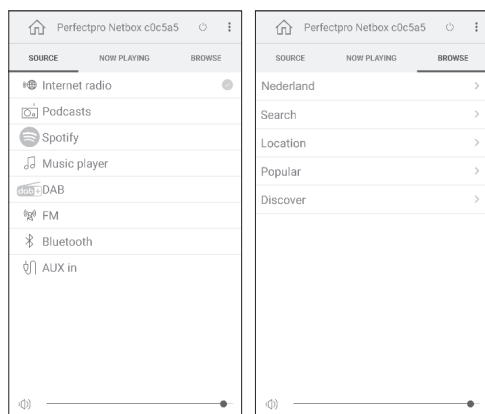 Perfectpro Netbox c0c5a5
SOURCE NOW PLAYING BROWSE
Internet radio
Podcasts
Spotify
Music player
dab+ DAB
FM
Bluetooth
AUX in
Perfectpro Netbox c0c5a5
SOURCE NOW PLAYING BROWSE
Nederland
Search
Location
Popular
Discover